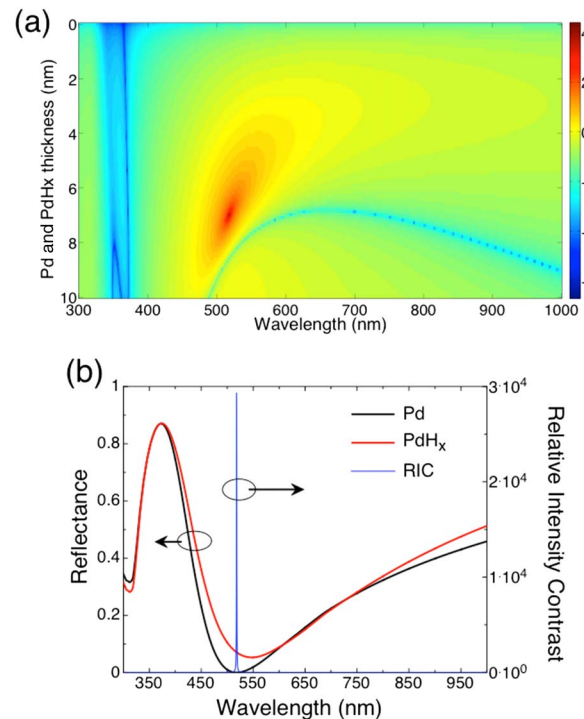 (a)
Pd and PdHx thickness (nm)
0
2
4
6
8
10
300 400 500 600 700 800 900 1000
Wavelength (nm)
(b)
Reflectance
1
0.8
0.6
0.4
0.2
0
Pd
PdHₓ
RIC
3·10⁴
2·10⁴
1·10⁴
0·10⁰
Relative Intensity Contrast
350 450 550 650 750 850 950
Wavelength (nm)